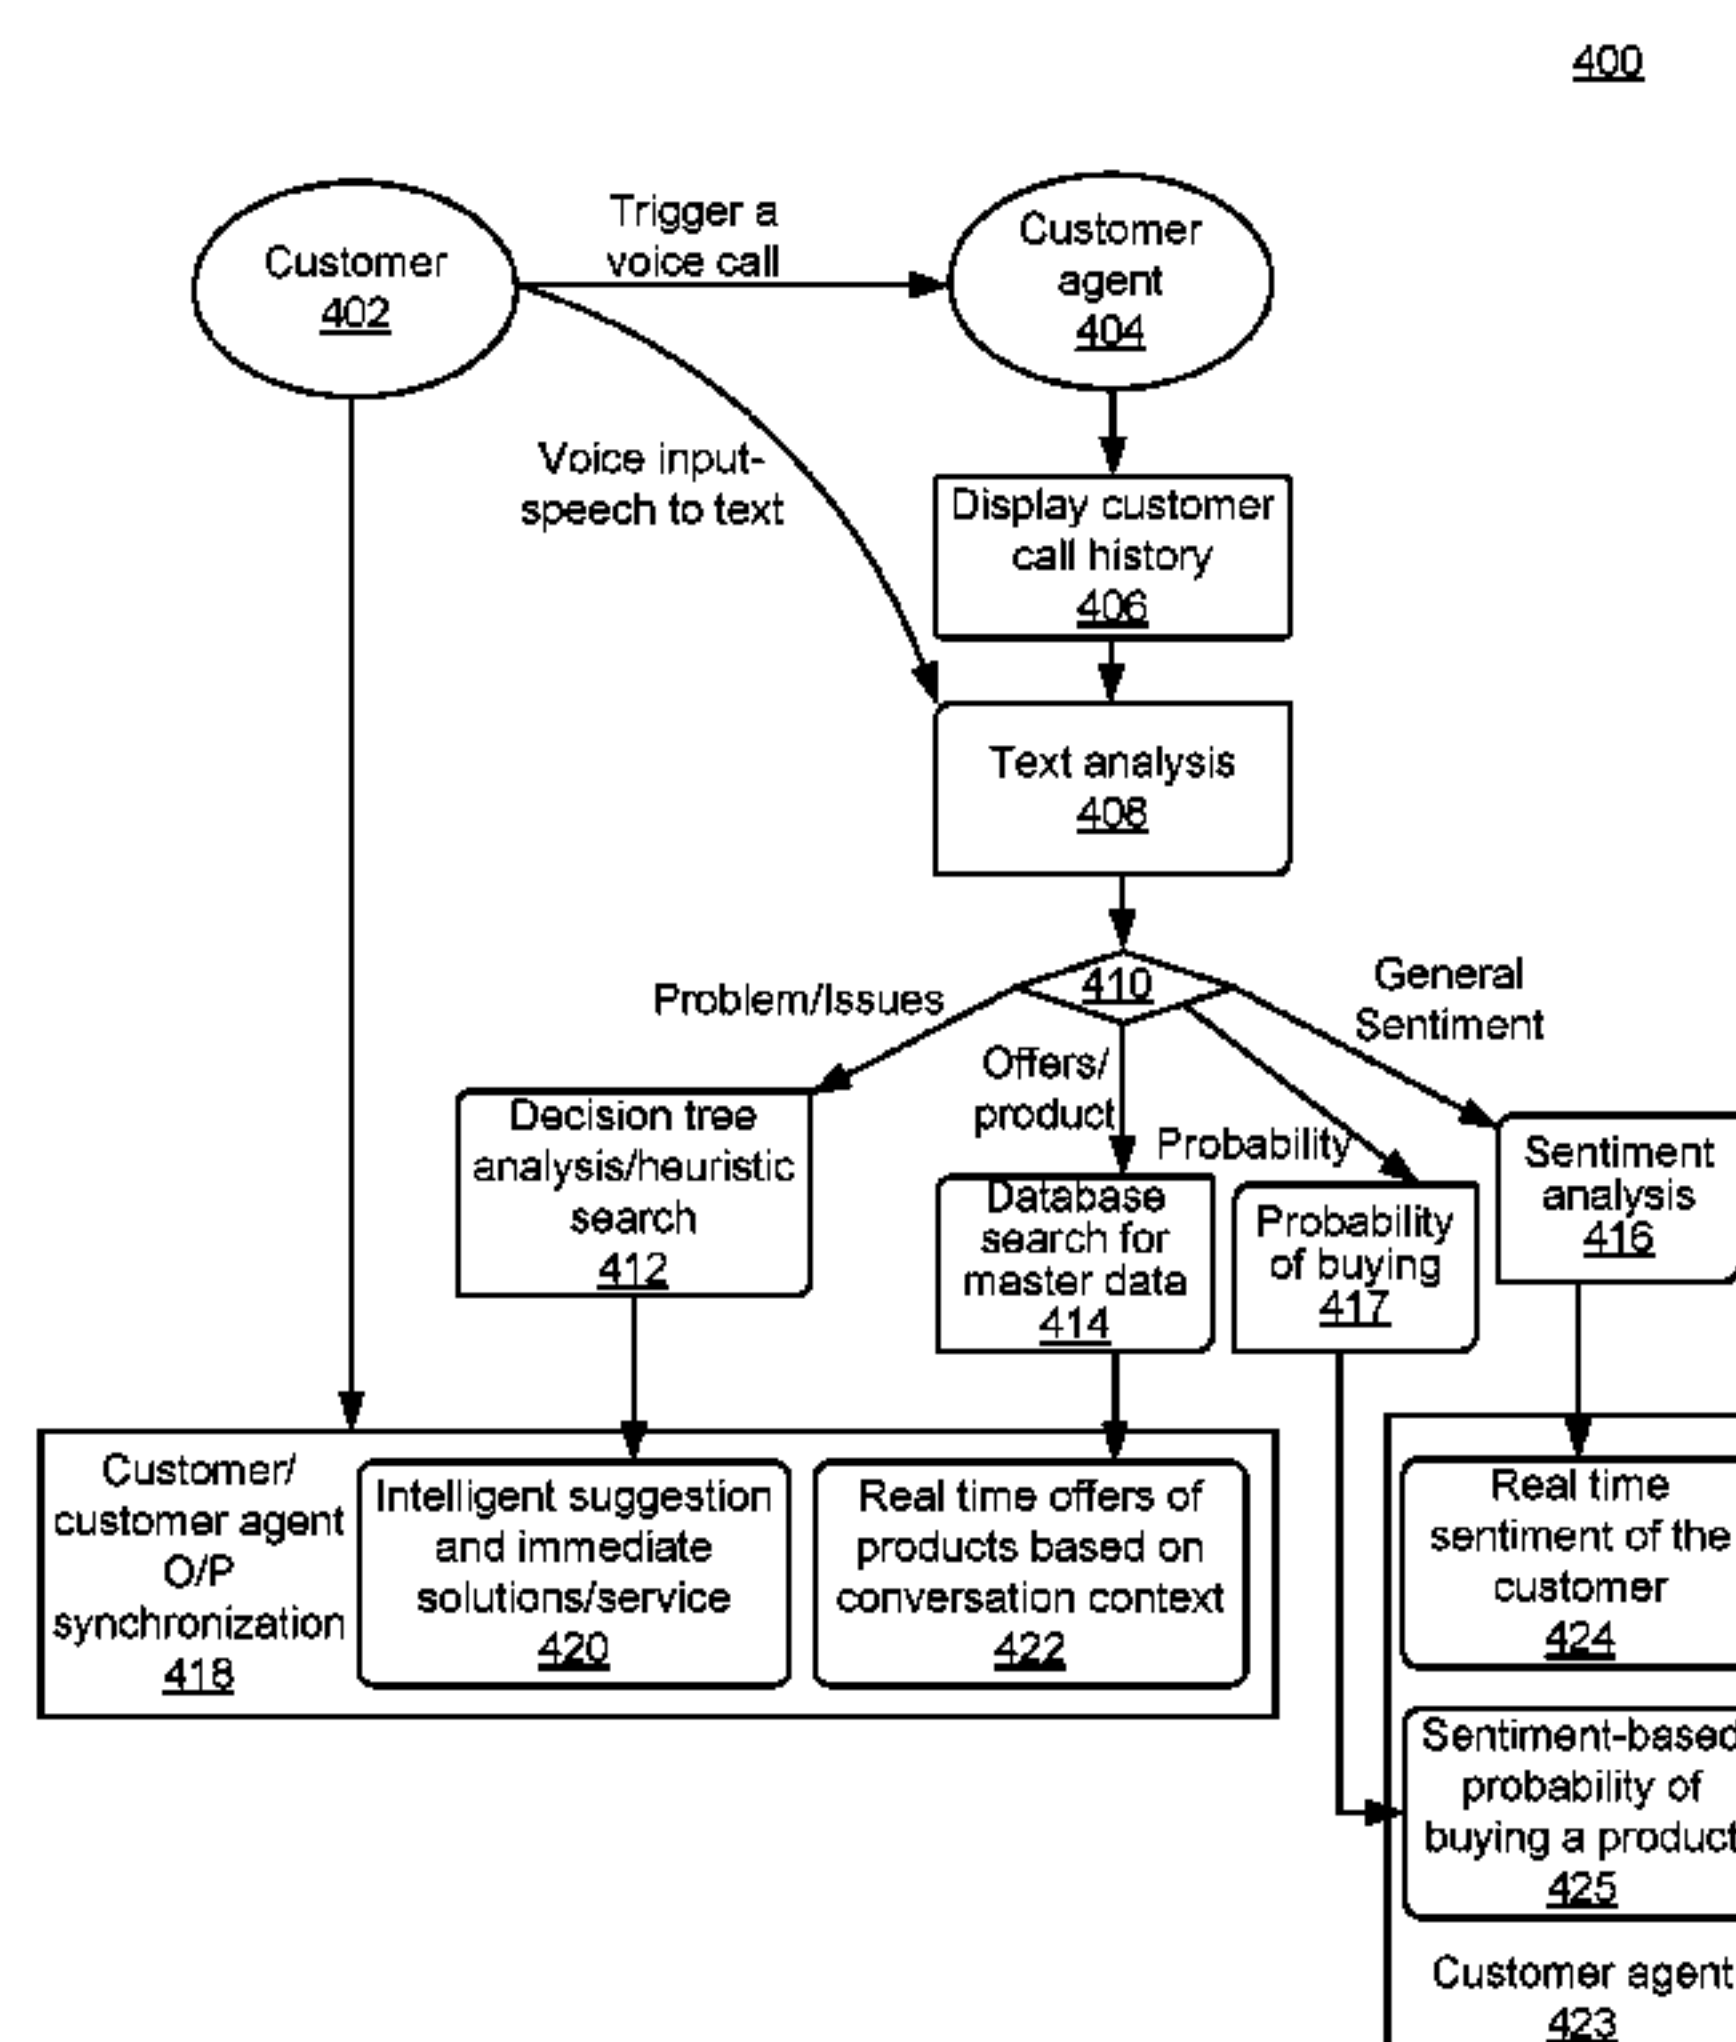 400
Customer
402
Trigger a
voice call
Customer
agent
404
Voice input-
speech to text
Display customer
call history
406
Text analysis
408
410
Problem/Issues
Offers/
product
Probability
General
Sentiment
Decision tree
analysis/heuristic
search
412
Database
search for
master data
414
Probability
of buying
417
Sentiment
analysis
416
Customer/
customer agent
O/P
synchronization
418
Intelligent suggestion
and immediate
solutions/service
420
Real time offers of
products based on
conversation context
422
Real time
sentiment of the
customer
424
Sentiment-based
probability of
buying a product
425
Customer agent
423